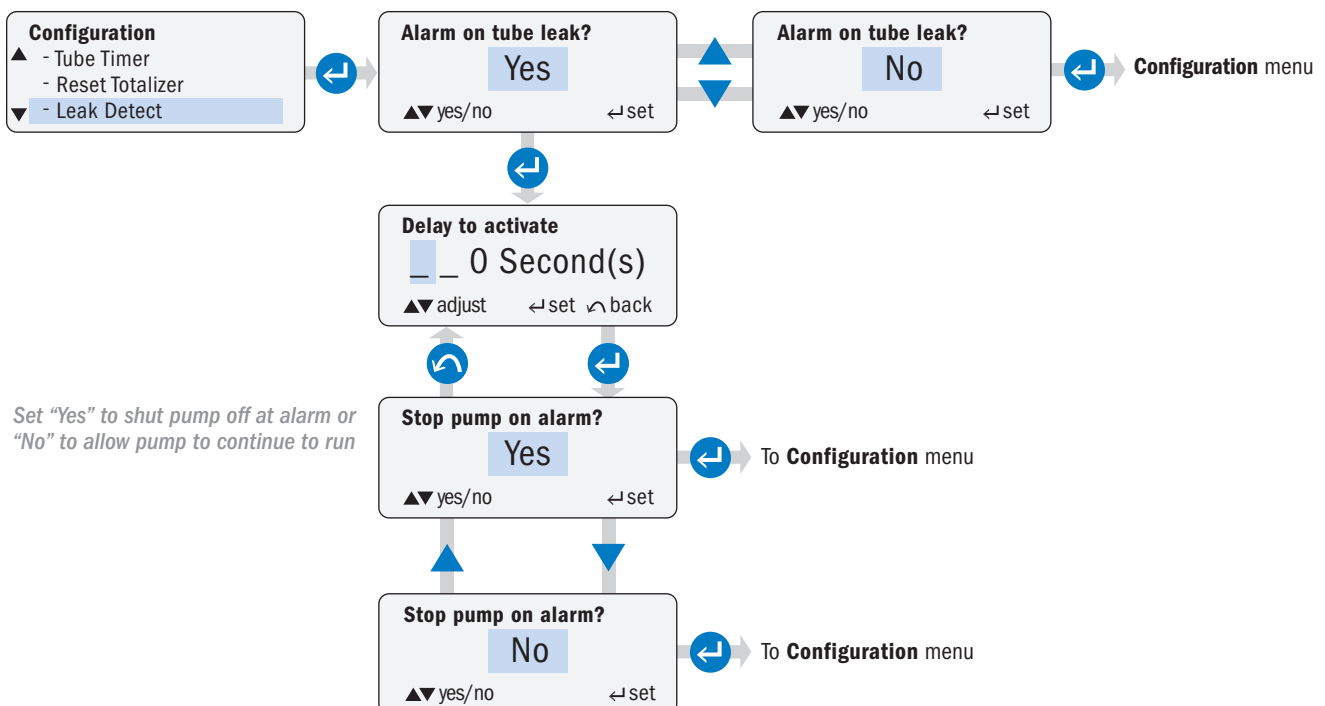 Configuration
- Tube Timer
- Reset Totalizer
- Leak Detect
Alarm on tube leak?
Yes
▲▼ yes/no ↵ set
Alarm on tube leak?
No
▲▼ yes/no ↵ set
Configuration menu
Delay to activate
_ _ 0 Second(s)
▲▼ adjust ↵ set ↶ back
Set “Yes” to shut pump off at alarm or
“No” to allow pump to continue to run
Stop pump on alarm?
Yes
▲▼ yes/no ↵ set
To Configuration menu
Stop pump on alarm?
No
▲▼ yes/no ↵ set
To Configuration menu